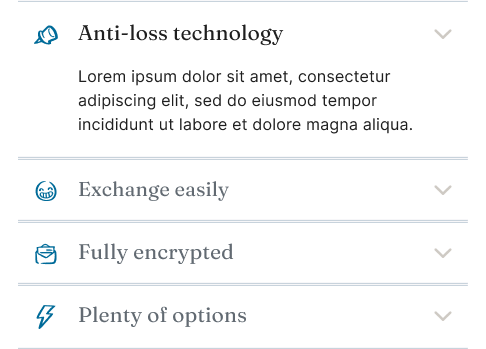 Anti-loss technology
Lorem ipsum dolor sit amet, consectetur
adipiscing elit, sed do eiusmod tempor
incididunt ut labore et dolore magna aliqua.
Exchange easily
Fully encrypted
Plenty of options